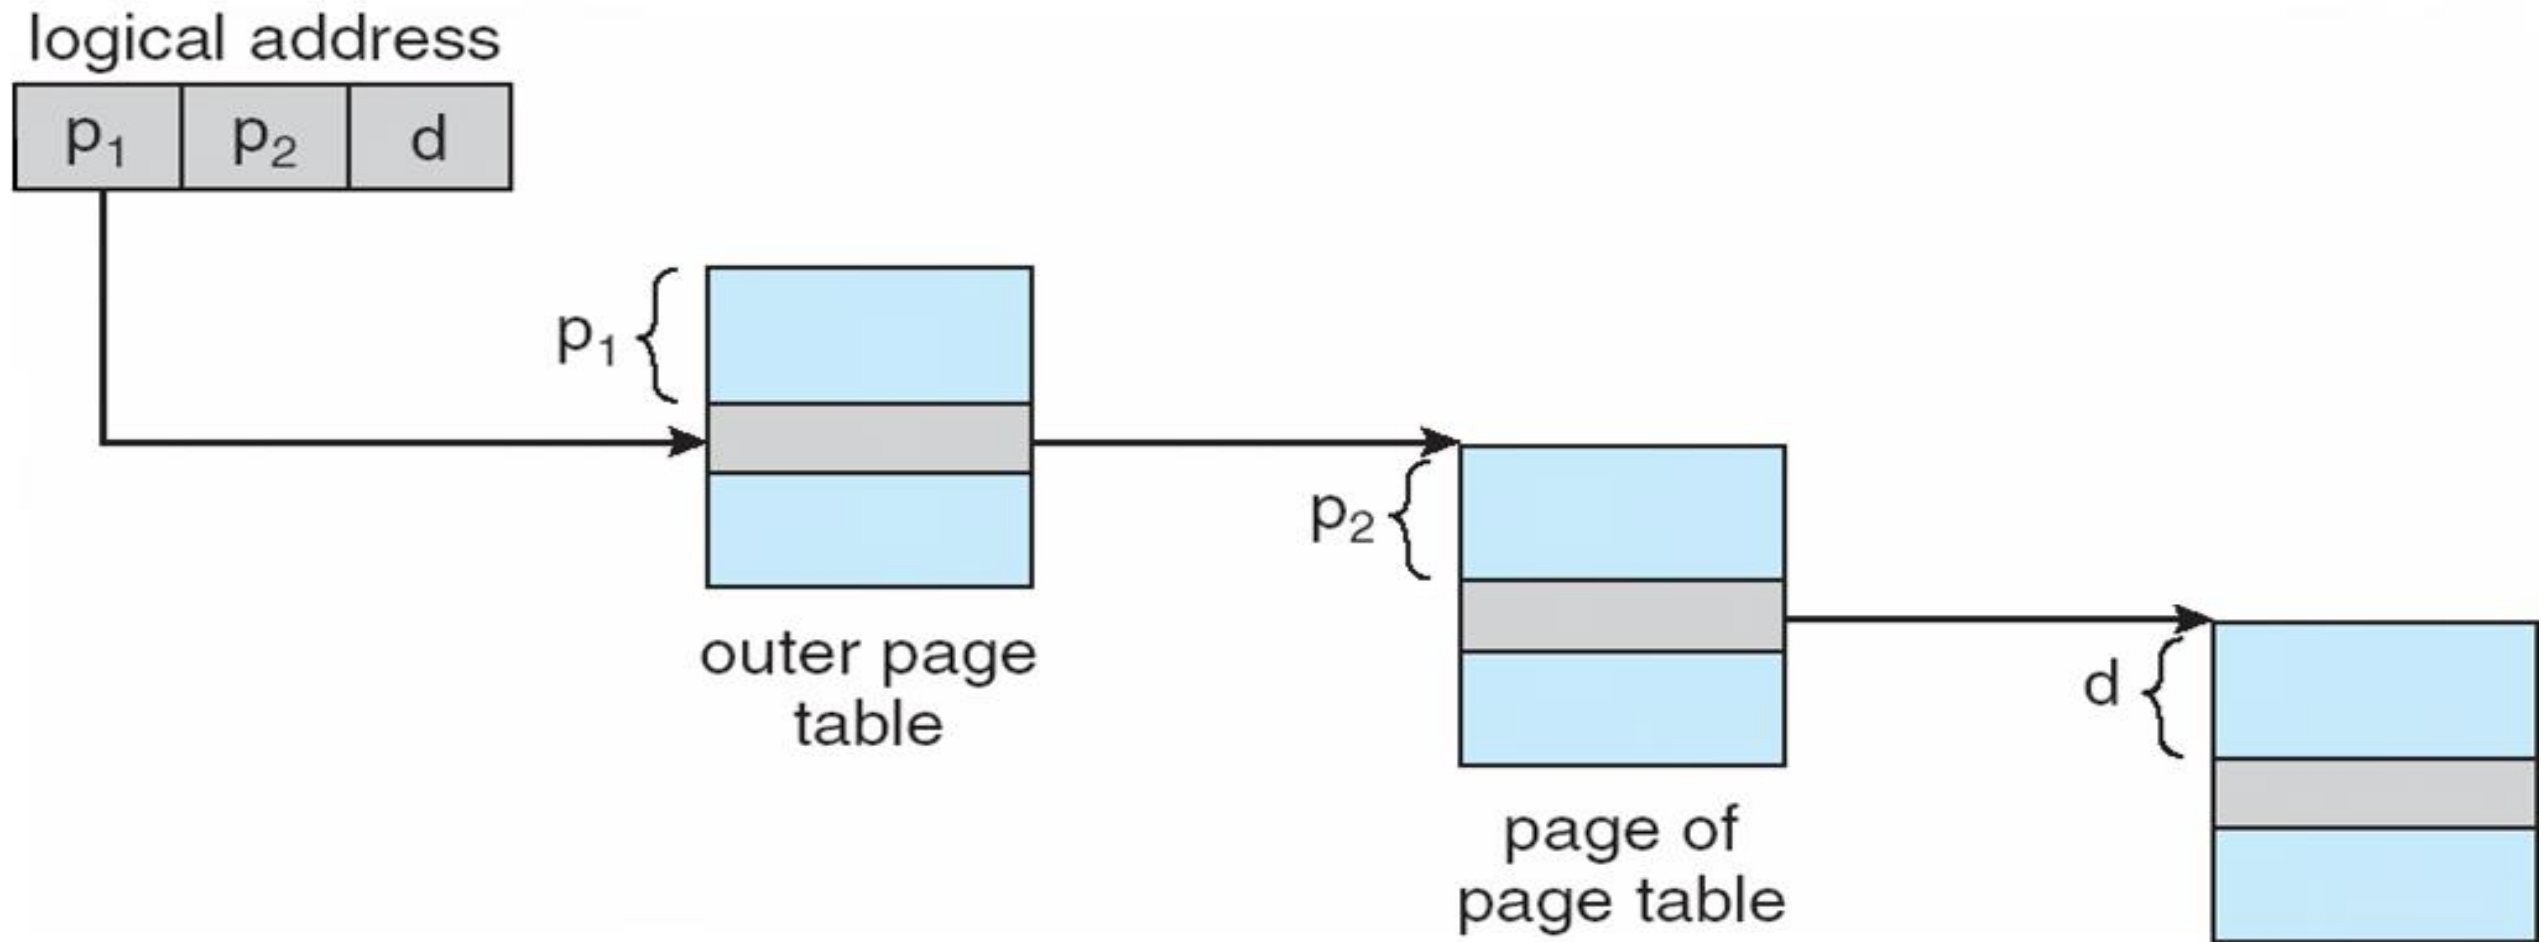 logical address
p₁ p₂ d
p₁
outer page
table
p₂
page of
page table
d